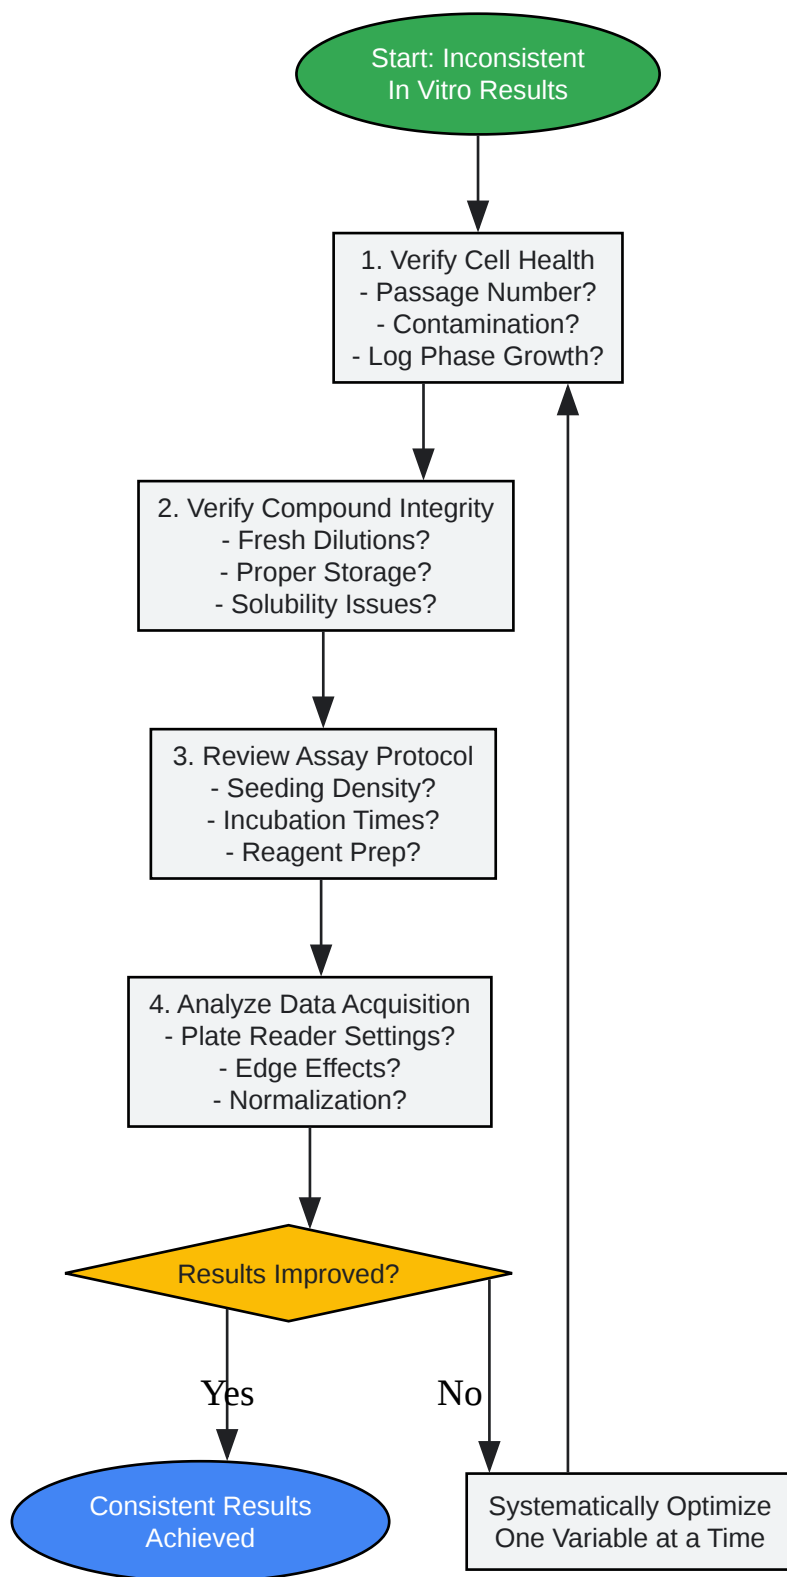 Start: Inconsistent
In Vitro Results
1. Verify Cell Health
- Passage Number?
- Contamination?
- Log Phase Growth?
2. Verify Compound Integrity
- Fresh Dilutions?
- Proper Storage?
- Solubility Issues?
3. Review Assay Protocol
- Seeding Density?
- Incubation Times?
- Reagent Prep?
4. Analyze Data Acquisition
- Plate Reader Settings?
- Edge Effects?
- Normalization?
Results Improved?
Yes
No
Consistent Results
Achieved
Systematically Optimize
One Variable at a Time